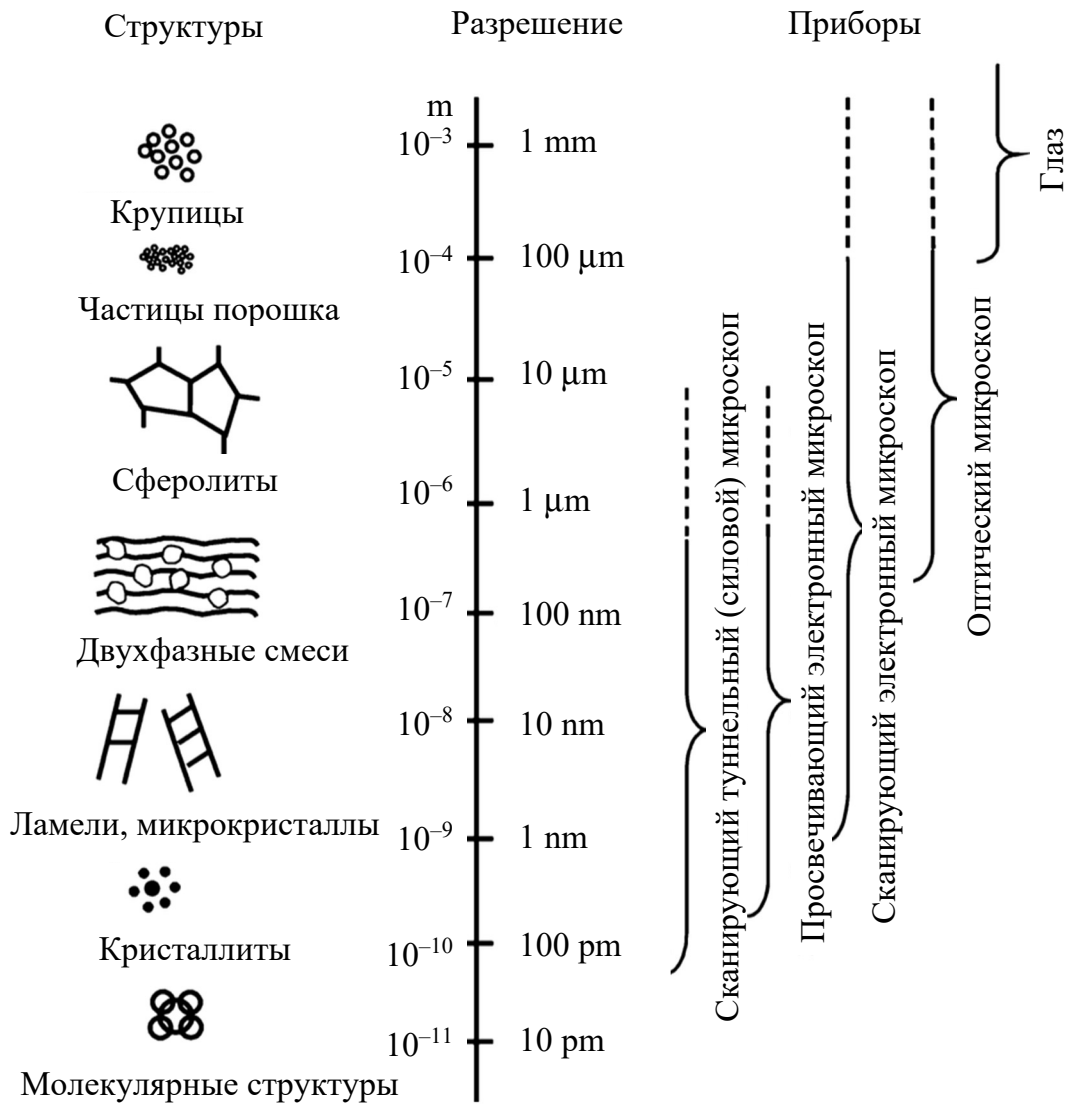 Структуры
Разрешение
Приборы
m
10⁻³ 1 mm
Крупицы
10⁻⁴ 100 μm
Частицы порошка
10⁻⁵ 10 μm
Сферолиты
10⁻⁶ 1 μm
10⁻⁷ 100 nm
Двухфазные смеси
10⁻⁸ 10 nm
Ламели, микрокристаллы
10⁻⁹ 1 nm
Кристаллиты
10⁻¹⁰ 100 pm
10⁻¹¹ 10 pm
Молекулярные структуры
Сканирующий туннельный (силовой) микроскоп
Просвечивающий электронный микроскоп
Сканирующий электронный микроскоп
Оптический микроскоп
Глаз